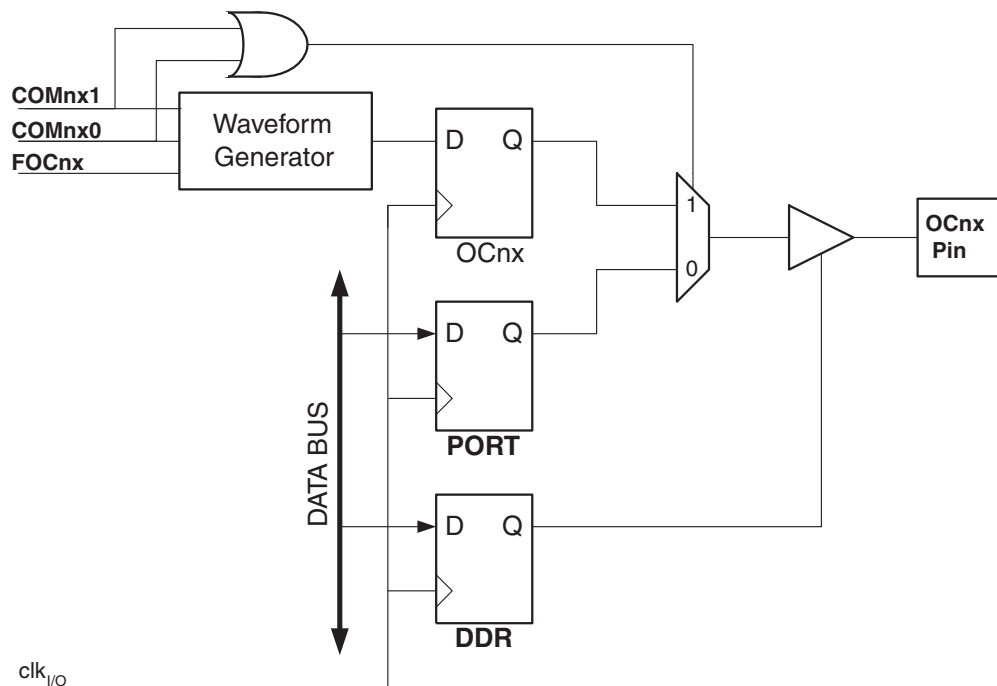 COMnx1
COMnx0
FOCnx
Waveform
Generator
D Q
OCnx
1
0
OCnx
Pin
D Q
PORT
DATA BUS
D Q
DDR
clkI/O